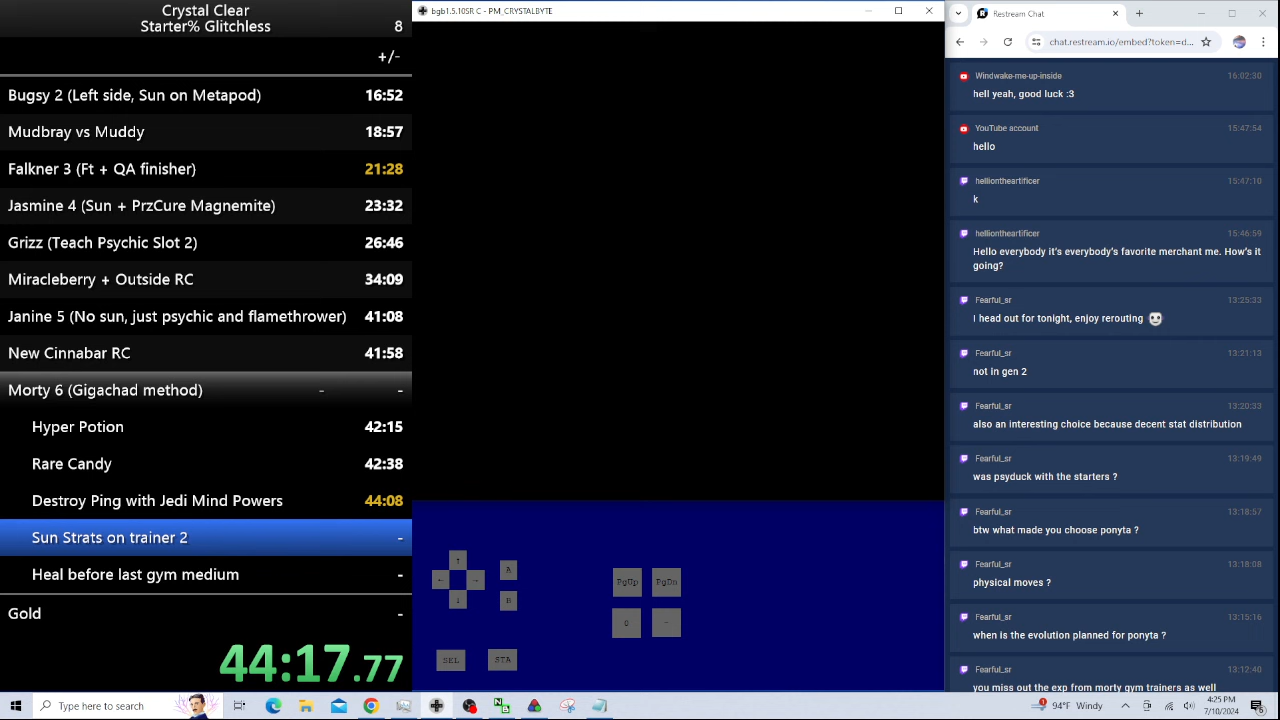 Crystal Clear
Starter% Glitchless 8
+/-
Bugsy 2 (Left side, Sun on Metapod) 16:52
Mudbray vs Muddy 18:57
Falkner 3 (Ft + QA finisher) 21:28
Jasmine 4 (Sun + PrzCure Magnemite) 23:32
Grizz (Teach Psychic Slot 2) 26:46
Miracleberry + Outside RC 34:09
Janine 5 (No sun, just psychic and flamethrower) 41:08
New Cinnabar RC 41:58
Morty 6 (Gigachad method) - -
Hyper Potion 42:15
Rare Candy 42:38
Destroy Ping with Jedi Mind Powers 44:08
Sun Strats on trainer 2 -
Heal before last gym medium -
Gold -
44:17.77
bgb1.5.10SR C - PM_CRYSTALBYTE
↑
← →
↓
A
B
SEL STA
PgUp PgDn
0 -
Restream Chat
chat.restream.io/embed?token=d...
Windwake-me-up-inside 16:02:30
hell yeah, good luck :3
YouTube account 15:47:54
hello
helliontheartificer 15:47:10
k
helliontheartificer 15:46:59
Hello everybody it's everybody's favorite merchant me. How's it
going?
Fearful_sr 13:25:33
I head out for tonight, enjoy rerouting
Fearful_sr 13:21:13
not in gen 2
Fearful_sr 13:20:33
also an interesting choice because decent stat distribution
Fearful_sr 13:19:49
was psyduck with the starters ?
Fearful_sr 13:18:57
btw what made you choose ponyta ?
Fearful_sr 13:18:08
physical moves ?
Fearful_sr 13:15:16
when is the evolution planned for ponyta ?
Fearful_sr 13:12:40
you miss out the exp from morty gym trainers as well
Type here to search
94°F Windy
4:25 PM
7/10/2024